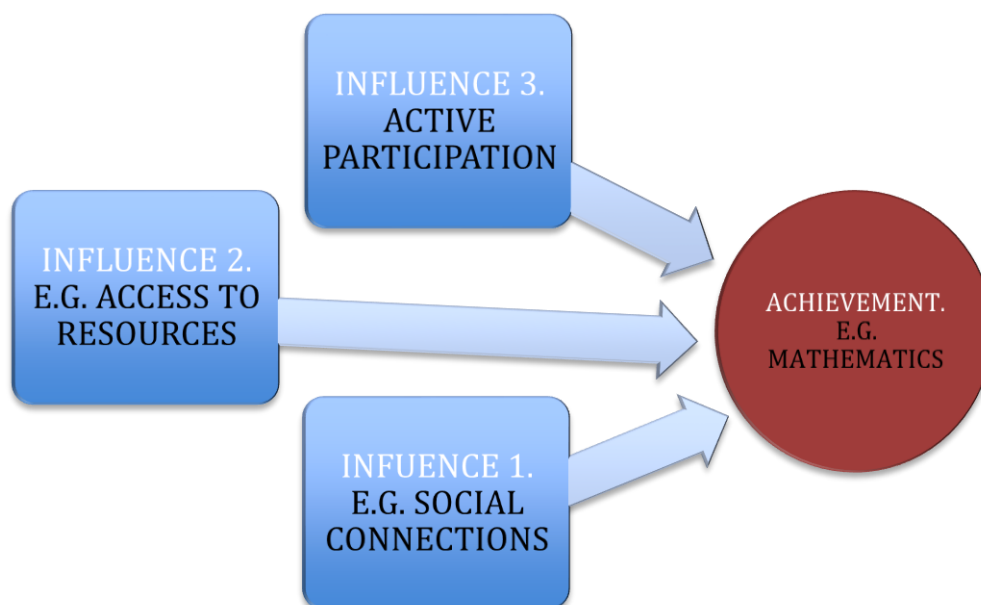 INFLUENCE 3.
ACTIVE
PARTICIPATION
INFLUENCE 2.
E.G. ACCESS TO
RESOURCES
ACHIEVEMENT.
E.G.
MATHEMATICS
INFUENCE 1.
E.G. SOCIAL
CONNECTIONS